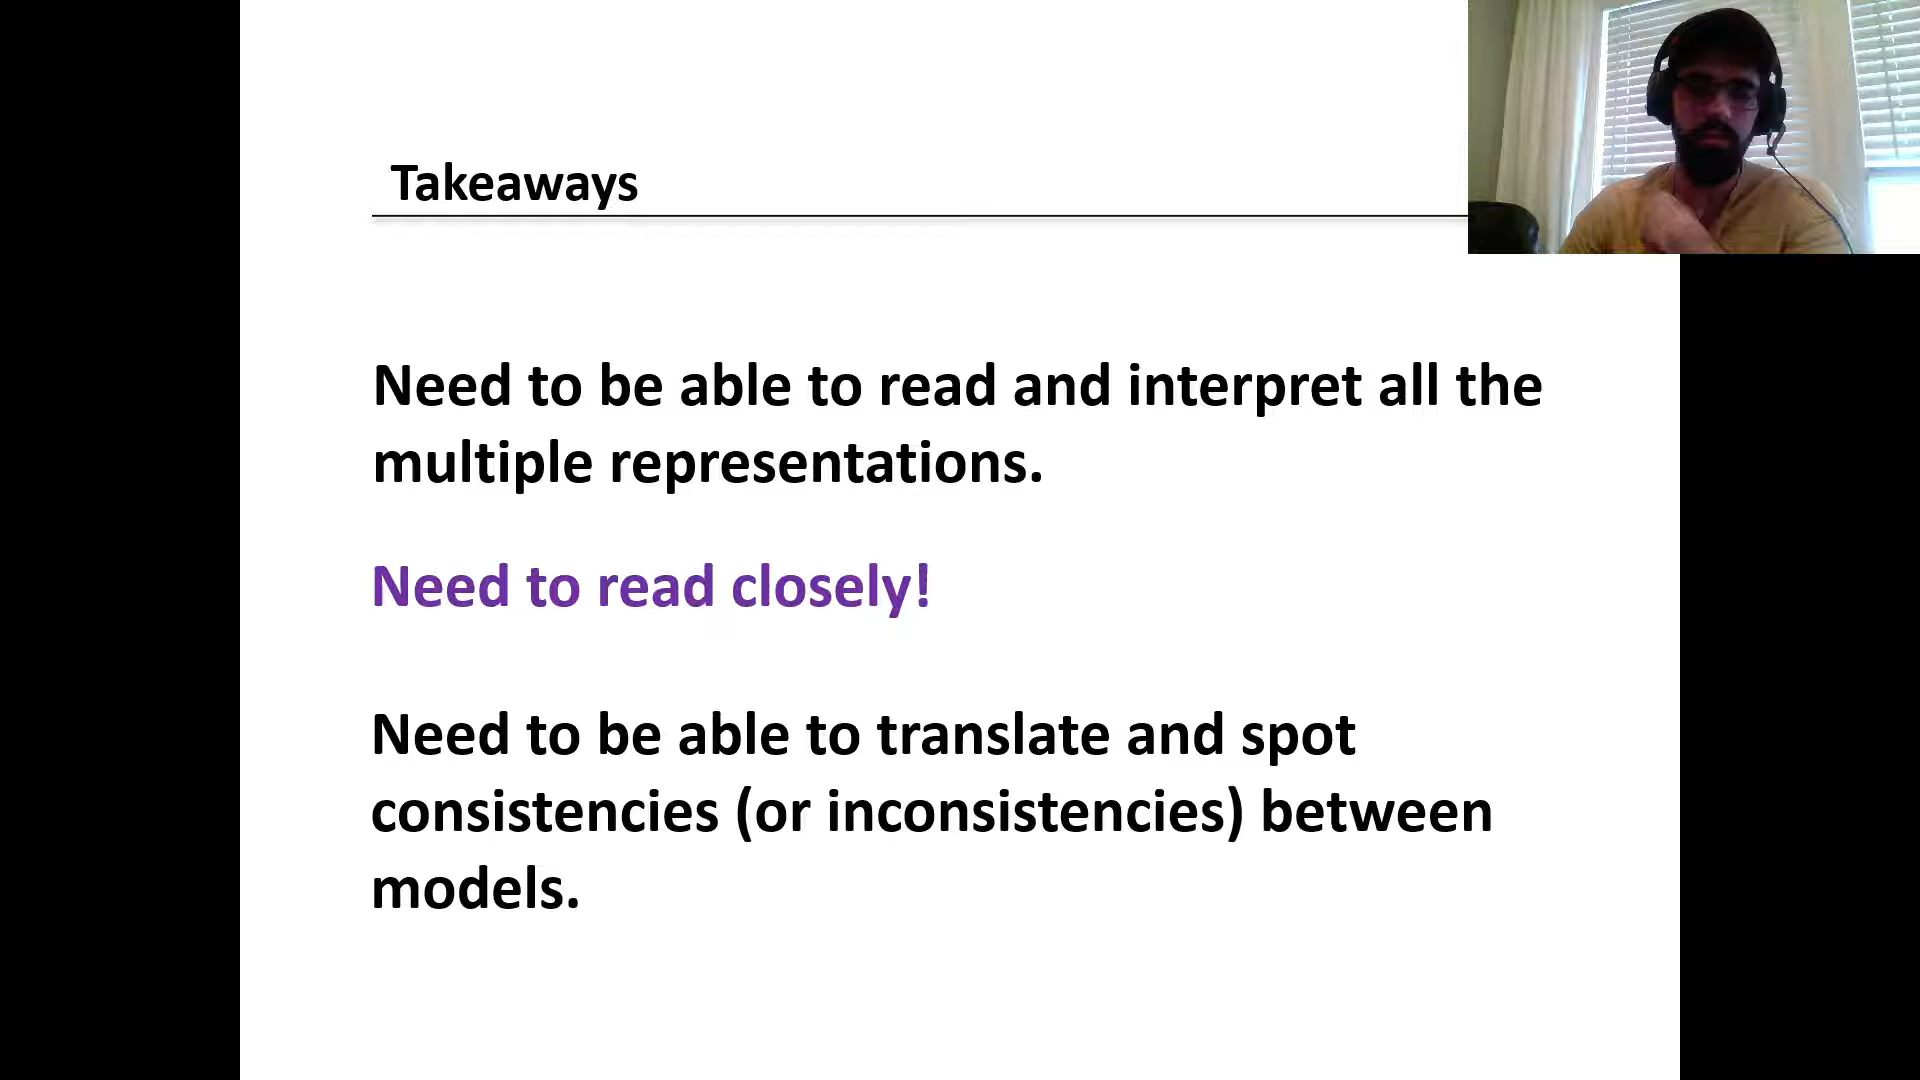 Takeaways
Need to be able to read and interpret all the
multiple representations.
Need to read closely!
Need to be able to translate and spot
consistencies (or inconsistencies) between
models.